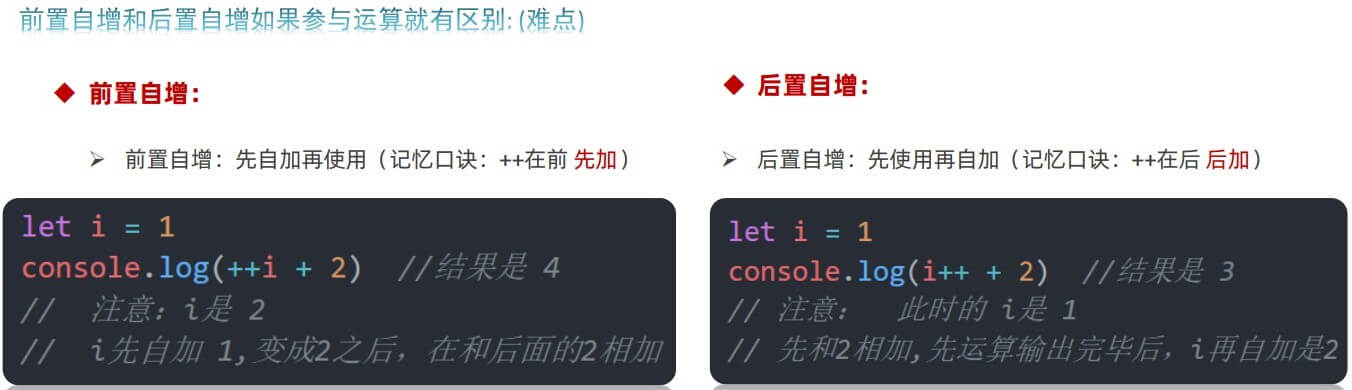 前置自增和后置自增如果参与运算就有区别: (难点)
◆ 前置自增：
➢ 前置自增：先自加再使用（记忆口诀：++在前 先加）
let i = 1
console.log(++i + 2)  //结果是 4
//  注意：i是 2
//  i先自加 1,变成2之后，在和后面的2相加
◆ 后置自增：
➢ 后置自增：先使用再自加（记忆口诀：++在后 后加）
let i = 1
console.log(i++ + 2)  //结果是 3
// 注意：  此时的 i是 1
// 先和2相加,先运算输出完毕后，i再自加是2